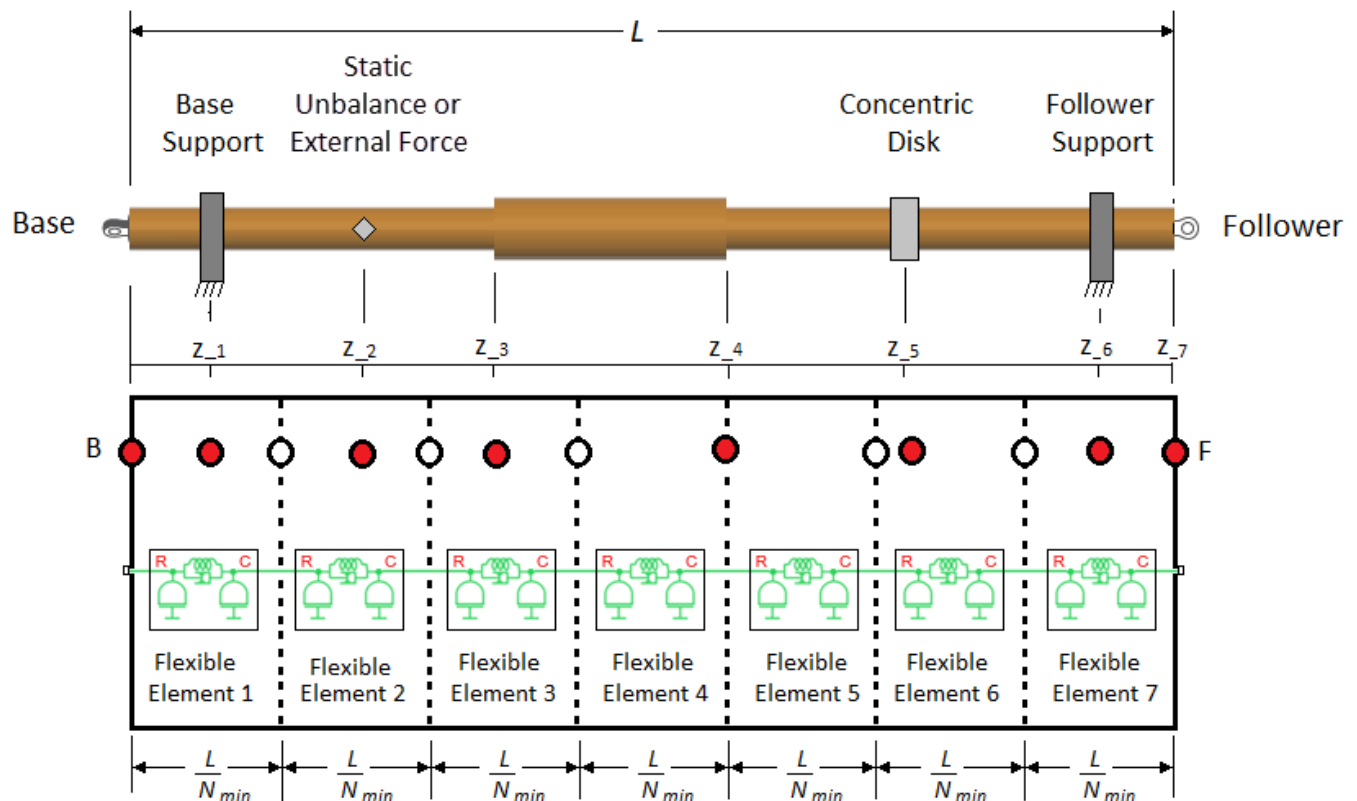 L
Static
Unbalance or
External Force
Base
Support
Concentric
Disk
Follower
Support
Base
Follower
z_1
z_2
z_3
z_4
z_5
z_6
z_7
B
F
R C
R C
R C
R C
R C
R C
R C
Flexible
Element 1
Flexible
Element 2
Flexible
Element 3
Flexible
Element 4
Flexible
Element 5
Flexible
Element 6
Flexible
Element 7
L
N min
L
N min
L
N min
L
N min
L
N min
L
N min
L
N min